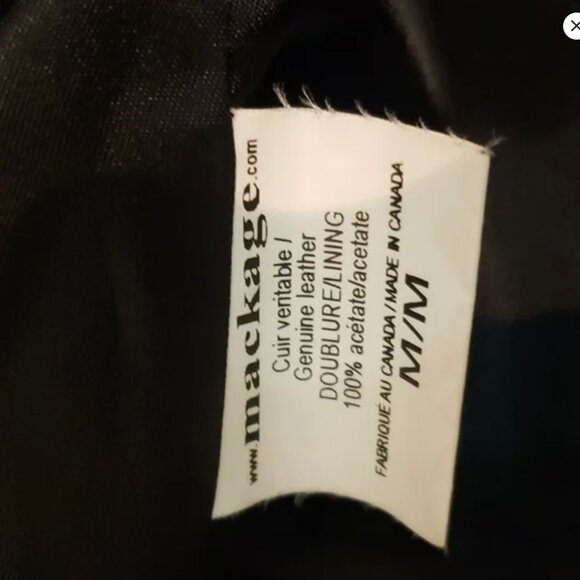 www.mackage.com
Cuir veritable /
Genuine leather
DOUBLURE/LINING
100% acétate/acetate
FABRIQUÉ AU CANADA / MADE IN CANADA
M/M